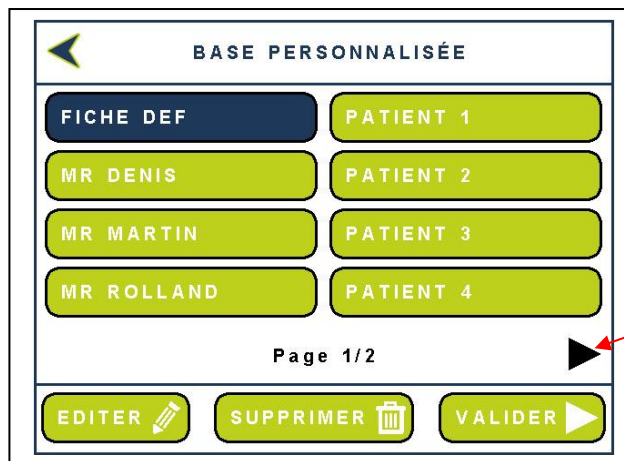 BASE PERSONNALISÉE
FICHE DEF
PATIENT 1
MR DENIS
PATIENT 2
MR MARTIN
PATIENT 3
MR ROLLAND
PATIENT 4
Page 1/2
EDITER
SUPPRIMER
VALIDER